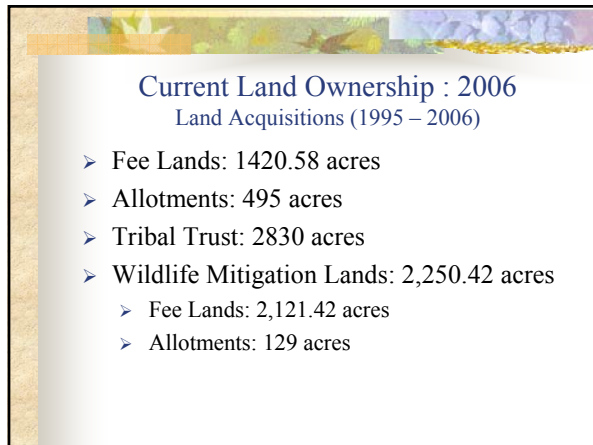 Current Land Ownership : 2006
Land Acquisitions (1995 – 2006)
➢ Fee Lands: 1420.58 acres
➢ Allotments: 495 acres
➢ Tribal Trust: 2830 acres
➢ Wildlife Mitigation Lands: 2,250.42 acres
➢ Fee Lands: 2,121.42 acres
➢ Allotments: 129 acres